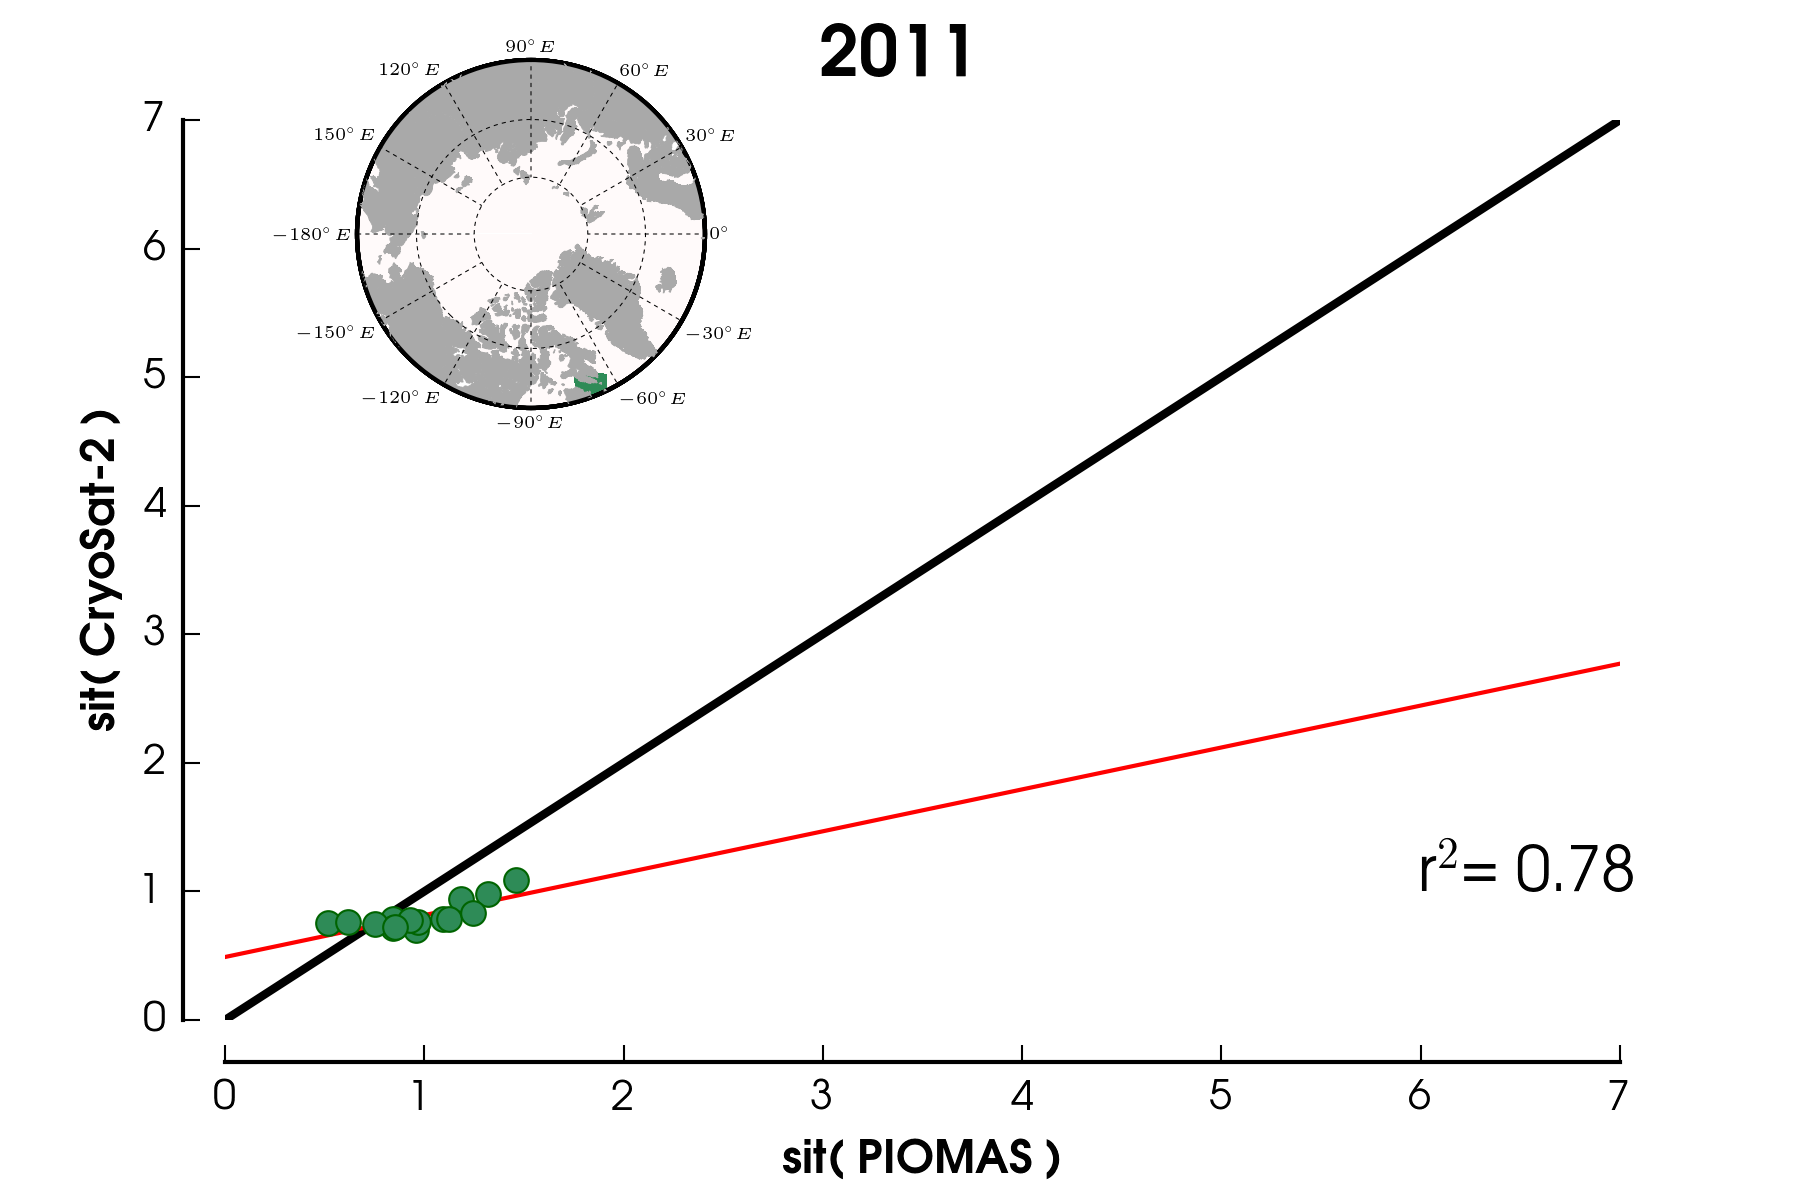 2011
90° E
120° E
60° E
150° E
30° E
−180° E
0°
−150° E
−30° E
−120° E
−60° E
−90° E
7
6
5
4
3
2
1
0
sit( CryoSat-2 )
r²= 0.78
0 1 2 3 4 5 6 7
sit( PIOMAS )